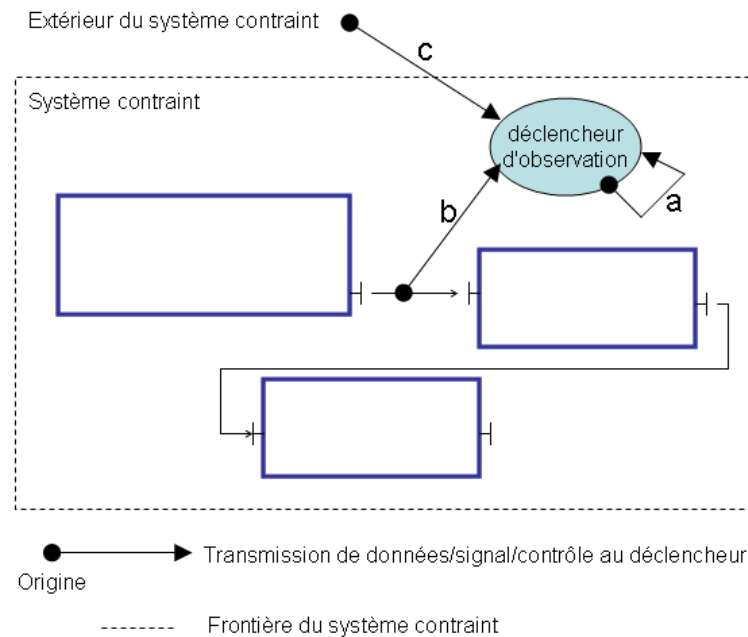 Extérieur du système contraint
c
Système contraint
déclencheur
d'observation
b
a
Transmission de données/signal/contrôle au déclencheur
Origine
Frontière du système contraint